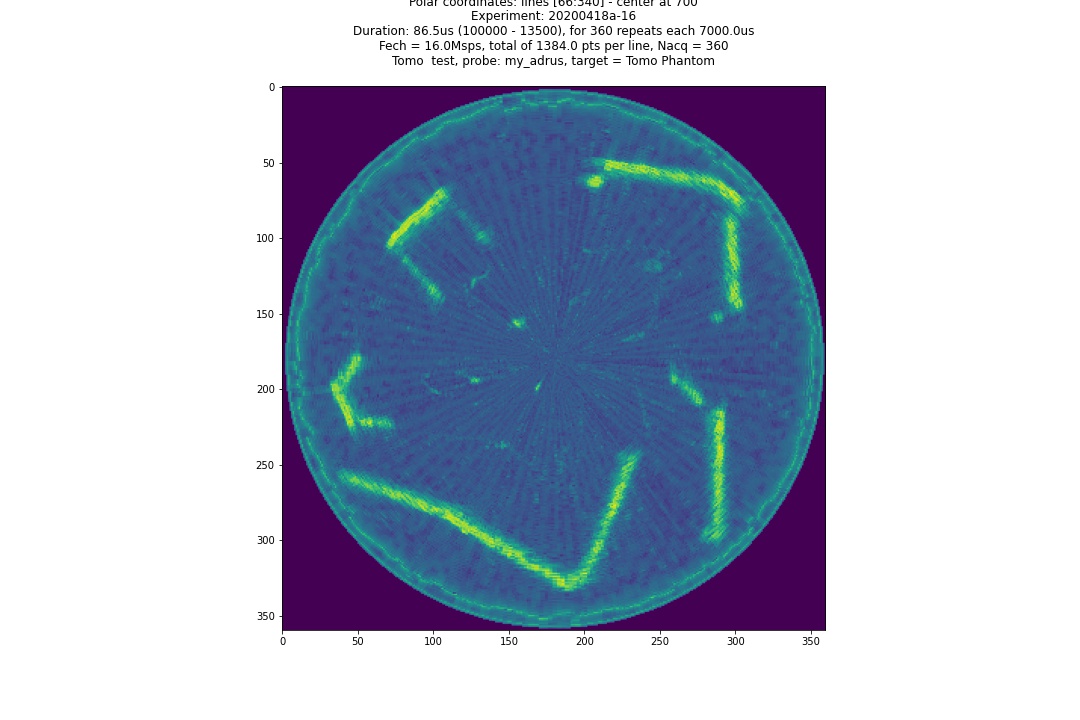 Polar coordinates: lines [66:340] - center at 700
Experiment: 20200418a-16
Duration: 86.5us (100000 - 13500), for 360 repeats each 7000.0us
Fech = 16.0Msps, total of 1384.0 pts per line, Nacq = 360
Tomo  test, probe: my_adrus, target = Tomo Phantom
0
50
100
150
200
250
300
350
0 50 100 150 200 250 300 350